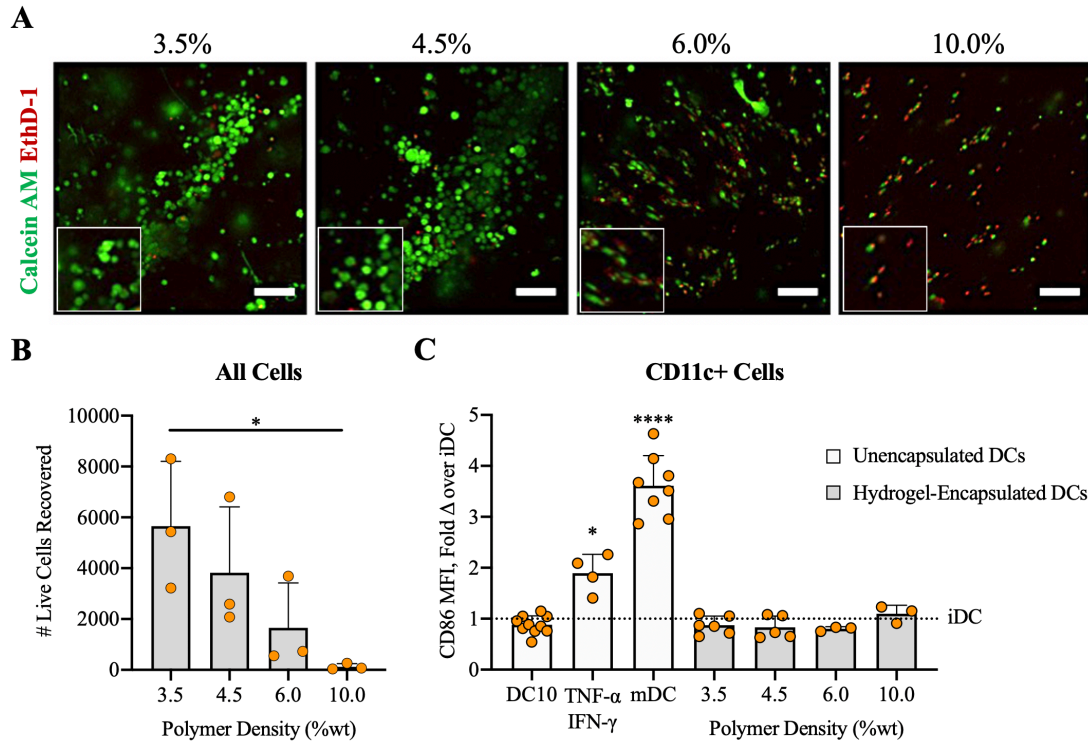 A
3.5%
4.5%
6.0%
10.0%
Calcein AM EthD-1
B
All Cells
# Live Cells Recovered
10000
8000
6000
4000
2000
0
*
3.5
4.5
6.0
10.0
Polymer Density (%wt)
C
CD11c+ Cells
CD86 MFI, Fold Δ over iDC
5
4
3
2
1
0
*
****
Unencapsulated DCs
Hydrogel-Encapsulated DCs
iDC
DC10
TNF-α
IFN-γ
mDC
3.5
4.5
6.0
10.0
Polymer Density (%wt)